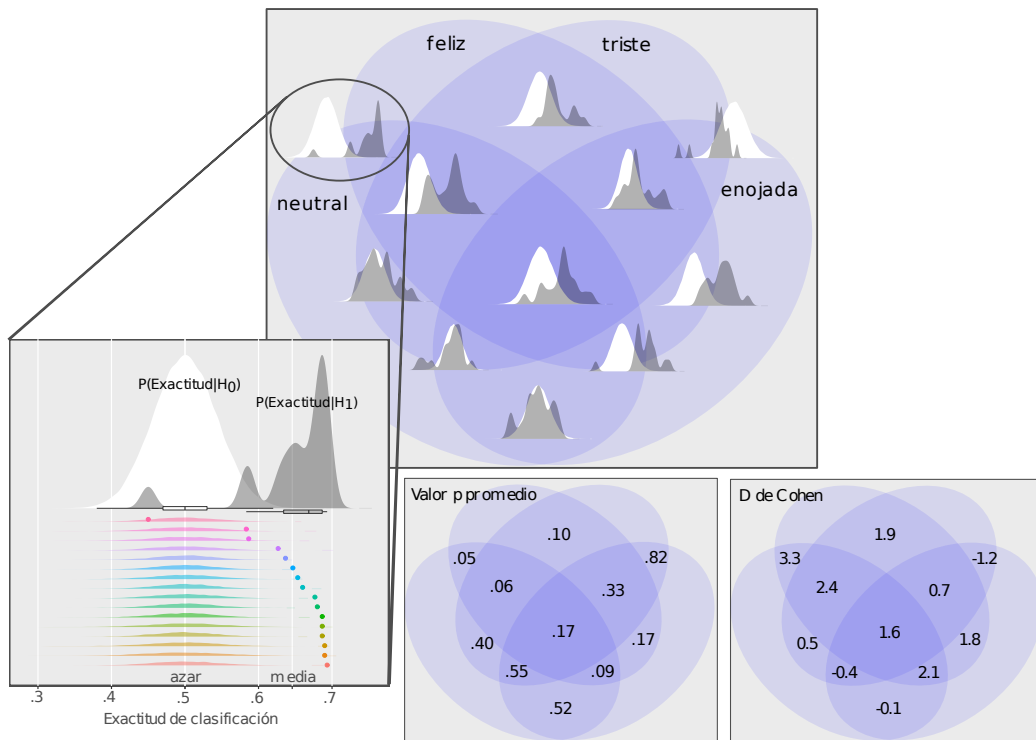 feliz
triste
neutral
enojada
P(Exactitud|H0)
P(Exactitud|H1)
azar
media
.3 .4 .5 .6 .7
Exactitud de clasificación
Valor p promedio
.10
.05
.82
.06
.33
.17
.40
.17
.55
.09
.52
D de Cohen
1.9
3.3
-1.2
2.4
0.7
1.6
0.5
1.8
-0.4
2.1
-0.1